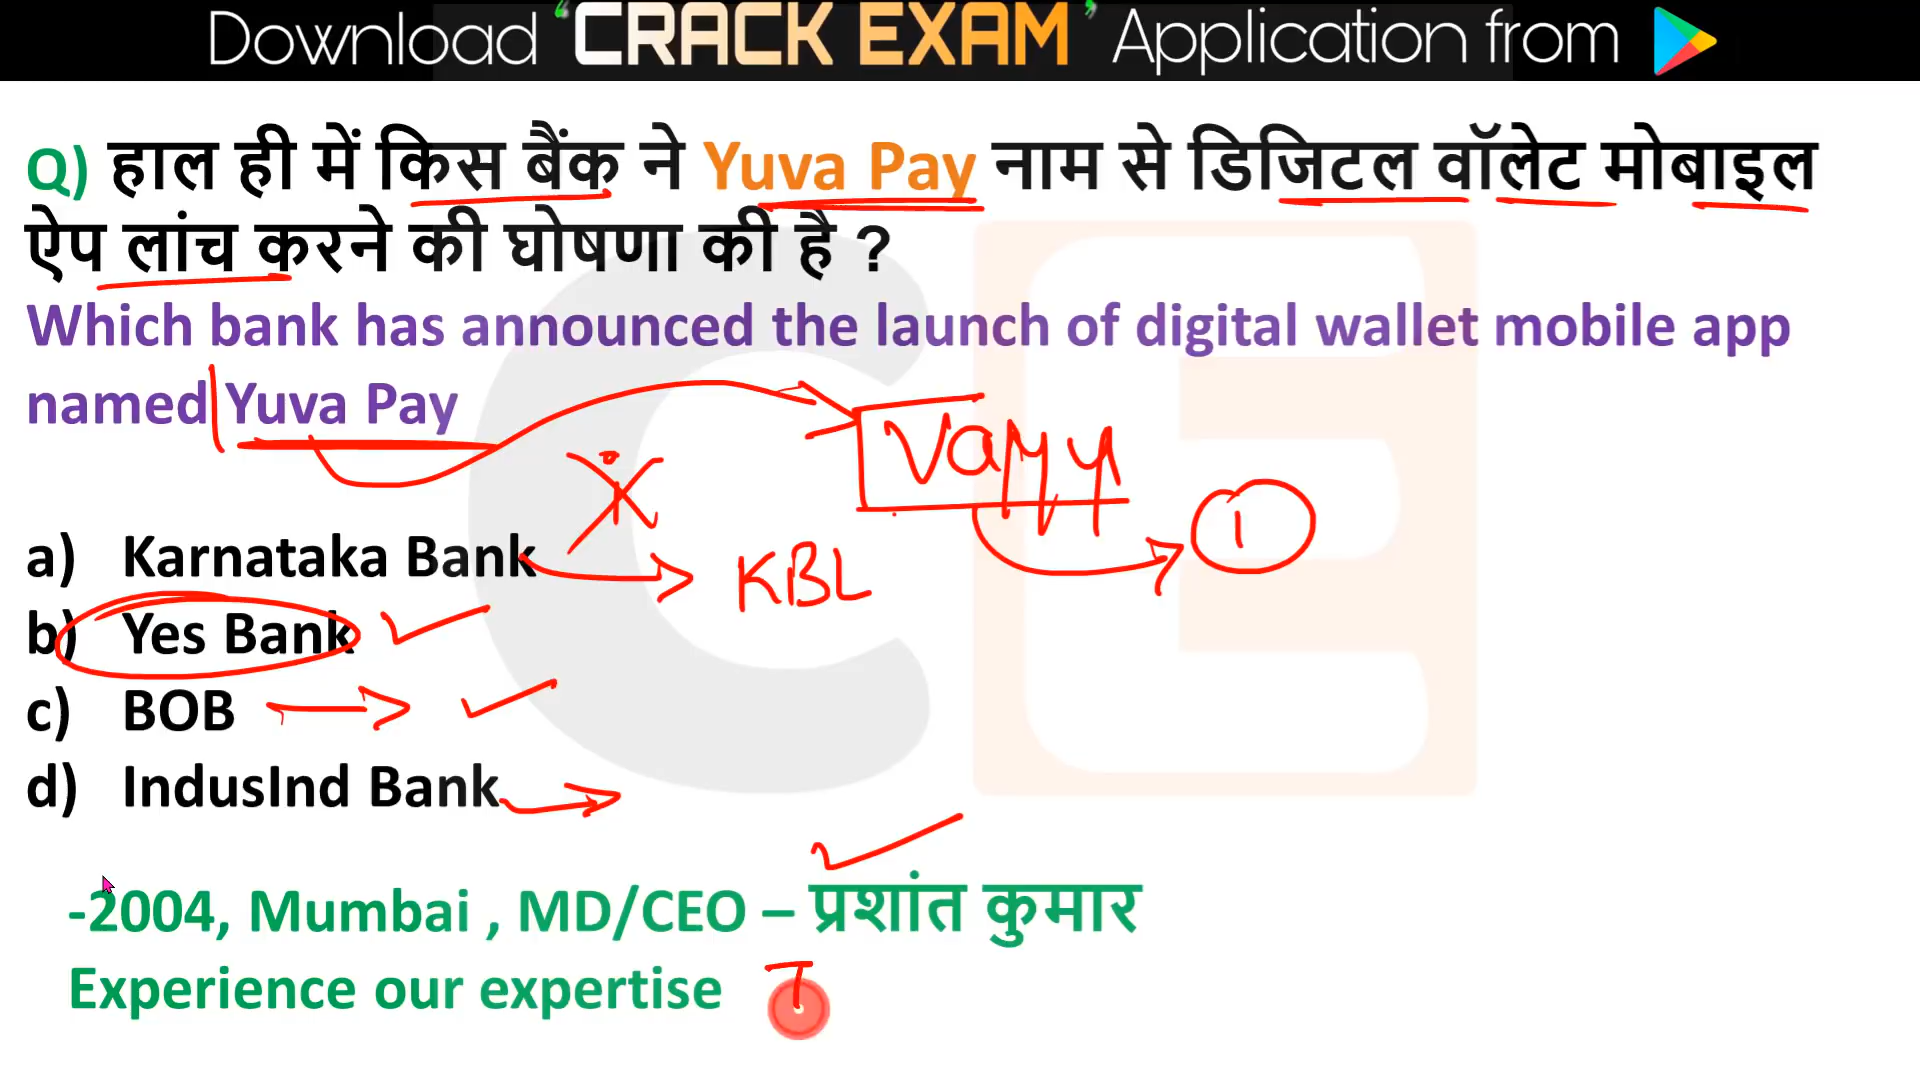 Download ‘CRACK EXAM’ Application from
Q) हाल ही में किस बैंक ने Yuva Pay नाम से डिजिटल वॉलेट मोबाइल
ऐप लांच करने की घोषणा की है ?
Which bank has announced the launch of digital wallet mobile app
named Yuva Pay
a) Karnataka Bank
KBL
1
b) Yes Bank
c) BOB
d) IndusInd Bank
-2004, Mumbai , MD/CEO – प्रशांत कुमार
Experience our expertise T
CE